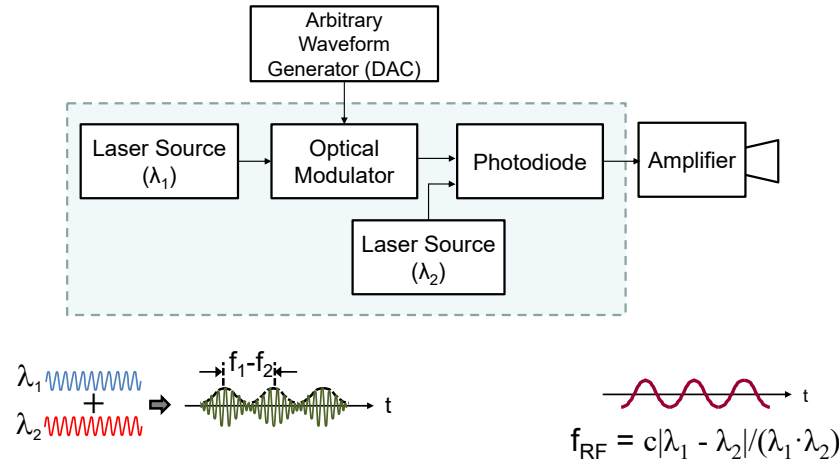 Arbitrary
Waveform
Generator (DAC)
Laser Source
(λ₁)
Optical
Modulator
Photodiode
Amplifier
Laser Source
(λ₂)
f₁-f₂
λ₁
+
λ₂
t
t
f_RF = c|λ₁ - λ₂|/(λ₁·λ₂)